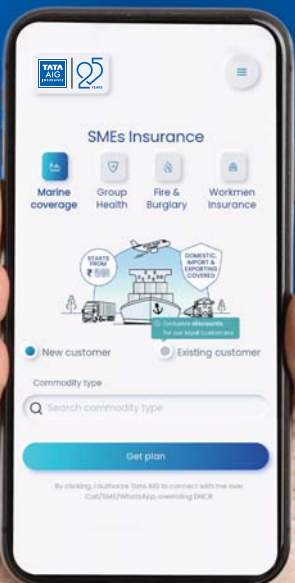 TATA
AIG
INSURANCE
25
YEARS
SMEs Insurance
Marine
coverage
Group
Health
Fire &
Burglary
Workmen
Insurance
STARTS
FROM
₹
DOMESTIC,
IMPORT &
EXPORTING
COVERED
Exclusive discounts
for our loyal customers
New customer
Existing customer
Commodity type
Search commodity type
Get plan
By clicking, I authorize Tata AIG to connect with me over
Call/SMS/WhatsApp, overriding DNCR